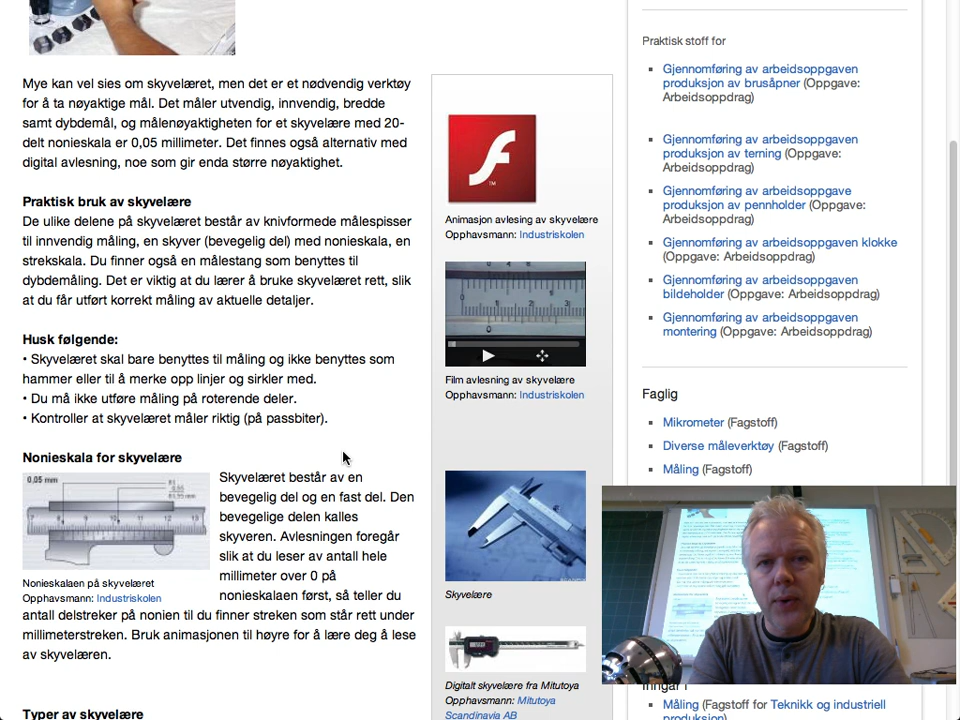 Mye kan vel sies om skyvelæret, men det er et nødvendig verktøy
for å ta nøyaktige mål. Det måler utvendig, innvendig, bredde
samt dybdemål, og målenøyaktigheten for et skyvelære med 20-
delt nonieskala er 0,05 millimeter. Det finnes også alternativ med
digital avlesning, noe som gir enda større nøyaktighet.
Praktisk bruk av skyvelære
De ulike delene på skyvelæret består av knivformede målespisser
til innvendig måling, en skyver (bevegelig del) med nonieskala, en
strekskala. Du finner også en målestang som benyttes til
dybdemåling. Det er viktig at du lærer å bruke skyvelæret rett, slik
at du får utført korrekt måling av aktuelle detaljer.
Husk følgende:
• Skyvelæret skal bare benyttes til måling og ikke benyttes som
hammer eller til å merke opp linjer og sirkler med.
• Du må ikke utføre måling på roterende deler.
• Kontroller at skyvelæret måler riktig (på passbiter).
Nonieskala for skyvelære
0,05 mm
7 8 9 10 11 12 13
Nonieskalaen på skyvelæret
Opphavsmann: Industriskolen
Skyvelæret består av en
bevegelig del og en fast del. Den
bevegelige delen kalles
skyveren. Avlesningen foregår
slik at du leser av antall hele
millimeter over 0 på
nonieskalaen først, så teller du
antall delstreker på nonien til du finner streken som står rett under
millimeterstreken. Bruk animasjonen til høyre for å lære deg å lese
av skyvelæren.
Typer av skyvelære
Animasjon avlesing av skyvelære
Opphavsmann: Industriskolen
Film avlesning av skyvelære
Opphavsmann: Industriskolen
Skyvelære
Digitalt skyvelære fra Mitutoya
Opphavsmann: Mitutoya
Scandinavia AB
Praktisk stoff for
Gjennomføring av arbeidsoppgaven
produksjon av brusåpner (Oppgave:
Arbeidsoppdrag)
Gjennomføring av arbeidsoppgaven
produksjon av terning (Oppgave:
Arbeidsoppdrag)
Gjennomføring av arbeidsoppgave
produksjon av pennholder (Oppgave:
Arbeidsoppdrag)
Gjennomføring av arbeidsoppgaven klokke
(Oppgave: Arbeidsoppdrag)
Gjennomføring av arbeidsoppgaven
bildeholder (Oppgave: Arbeidsoppdrag)
Gjennomføring av arbeidsoppgaven
montering (Oppgave: Arbeidsoppdrag)
Faglig
Mikrometer (Fagstoff)
Diverse måleverktøy (Fagstoff)
Måling (Fagstoff)
Inngår i
Måling (Fagstoff for Teknikk og industriell
produksjon)